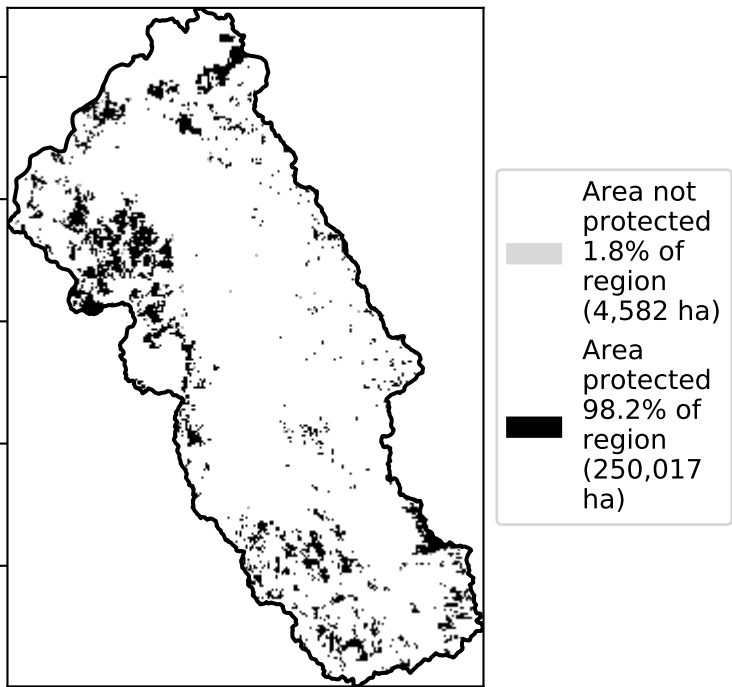 Area not
protected
1.8% of
region
(4,582 ha)
Area
protected
98.2% of
region
(250,017
ha)